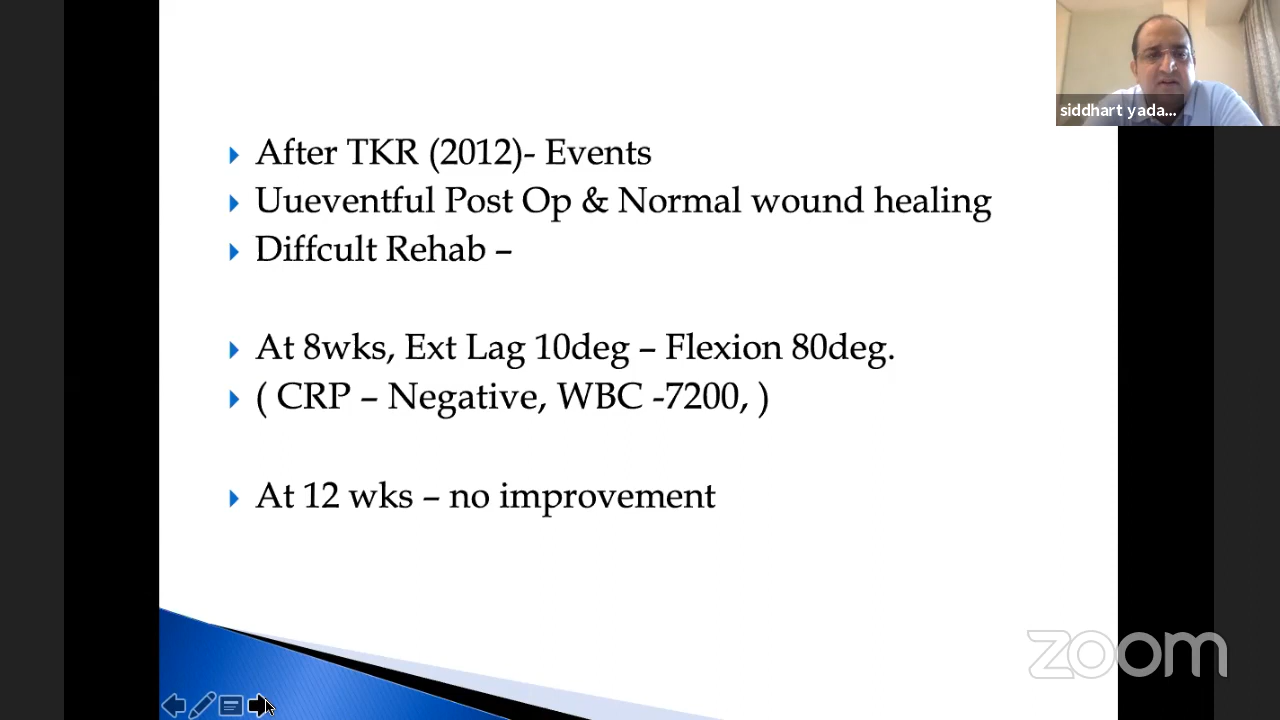 siddhart yada...
After TKR (2012)- Events
Uueventful Post Op & Normal wound healing
Diffcult Rehab –
At 8wks, Ext Lag 10deg – Flexion 80deg.
( CRP – Negative, WBC -7200, )
At 12 wks – no improvement
zoom